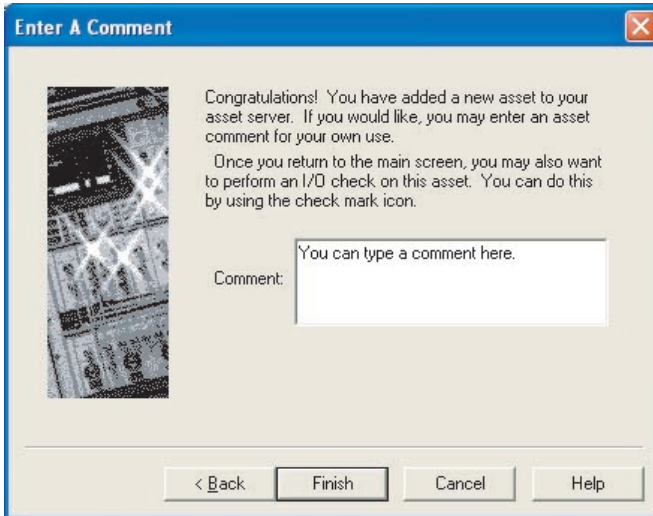 Enter A Comment
Congratulations! You have added a new asset to your
asset server. If you would like, you may enter an asset
comment for your own use.
Once you return to the main screen, you may also want
to perform an I/O check on this asset. You can do this
by using the check mark icon.
Comment:
You can type a comment here.
< Back
Finish
Cancel
Help